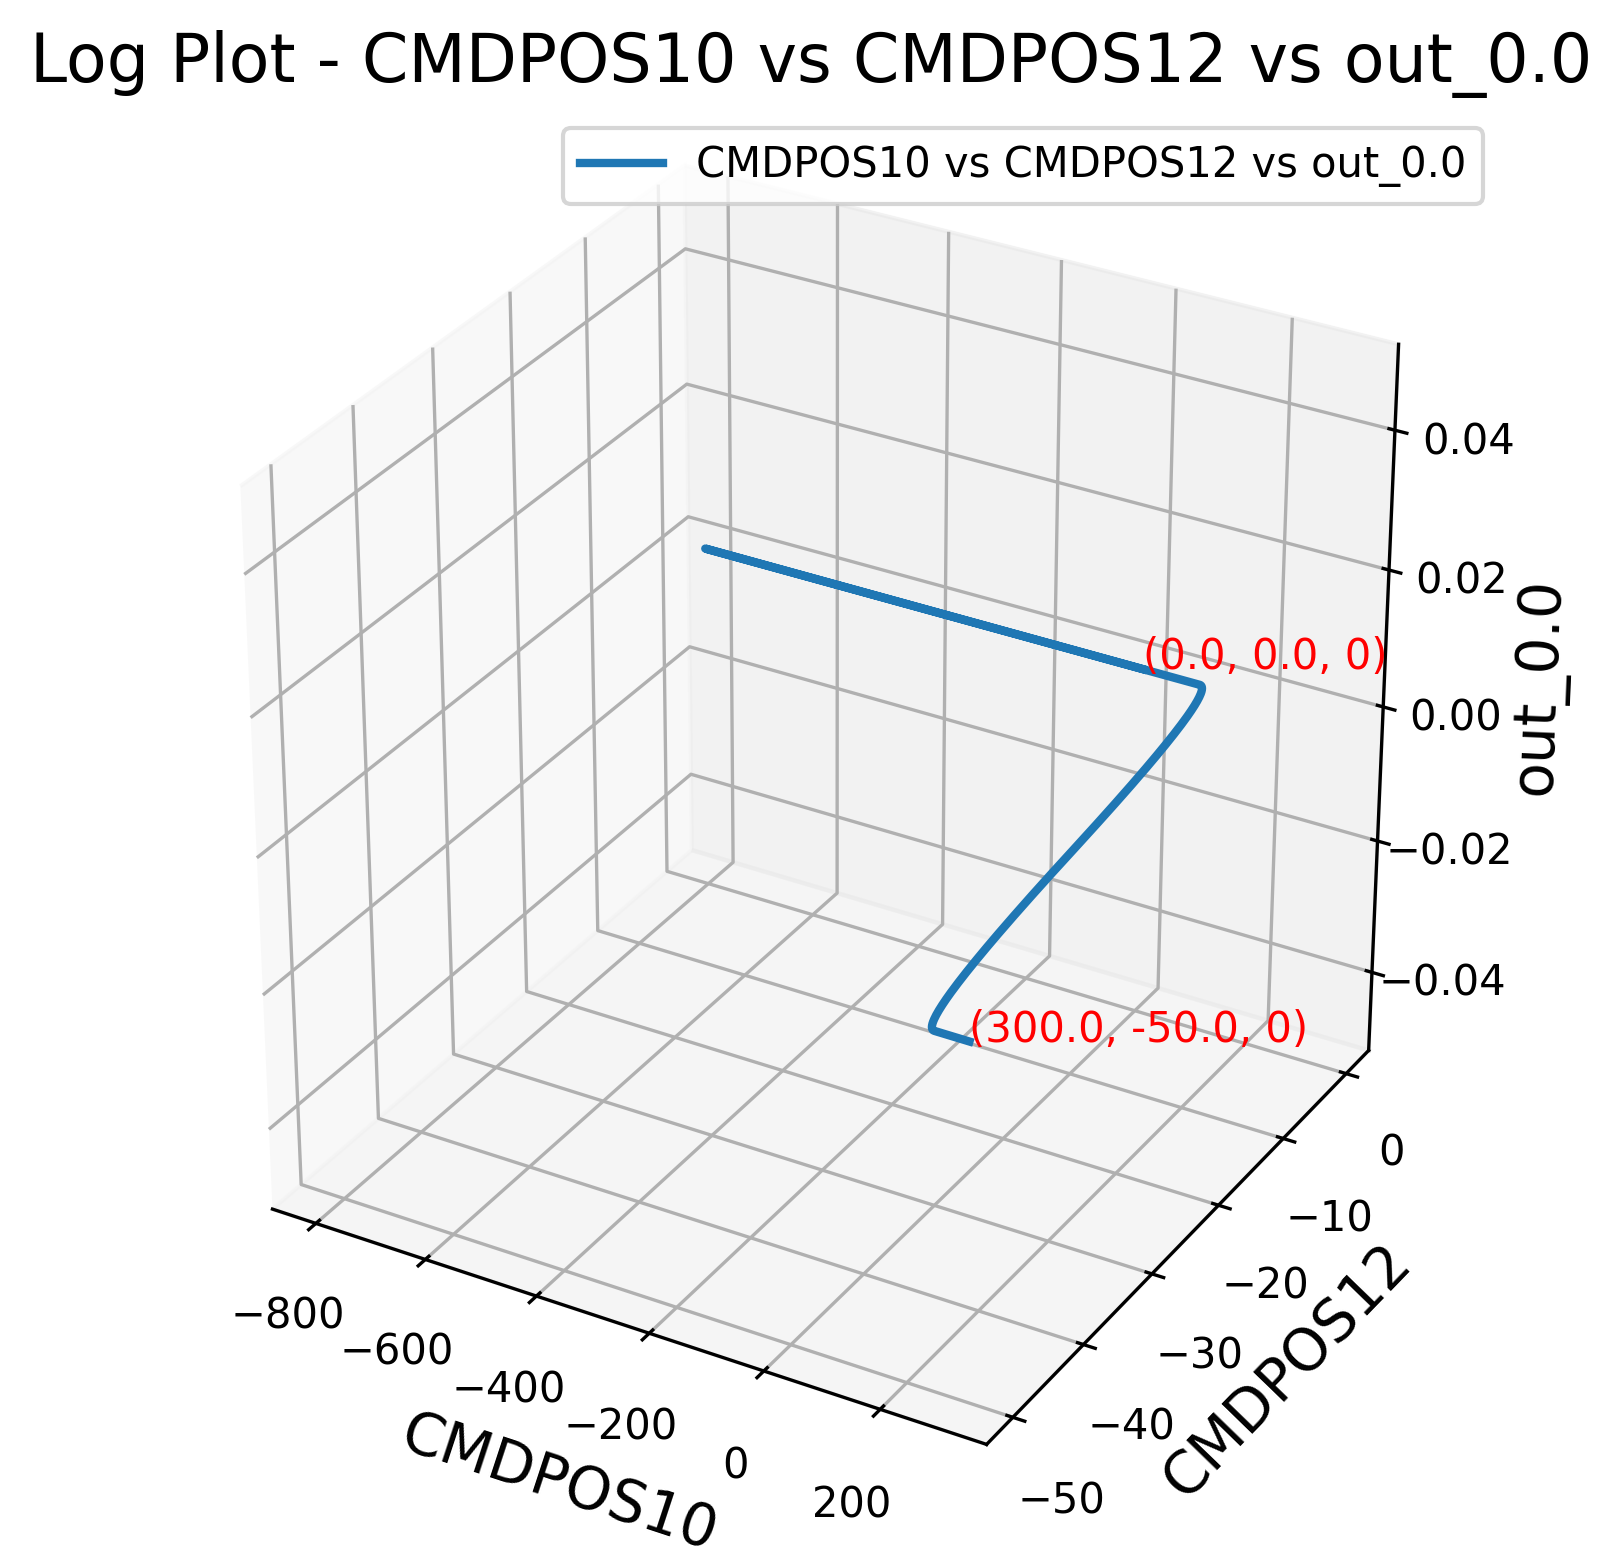 Log Plot - CMDPOS10 vs CMDPOS12 vs out_0.0
CMDPOS10 vs CMDPOS12 vs out_0.0
0.04
0.02
0.00
−0.02
−0.04
out_0.0
(0.0, 0.0, 0)
(300.0, -50.0, 0)
0
−10
−20
−30
−40
−50
CMDPOS12
−800
−600
−400
−200
0
200
CMDPOS10